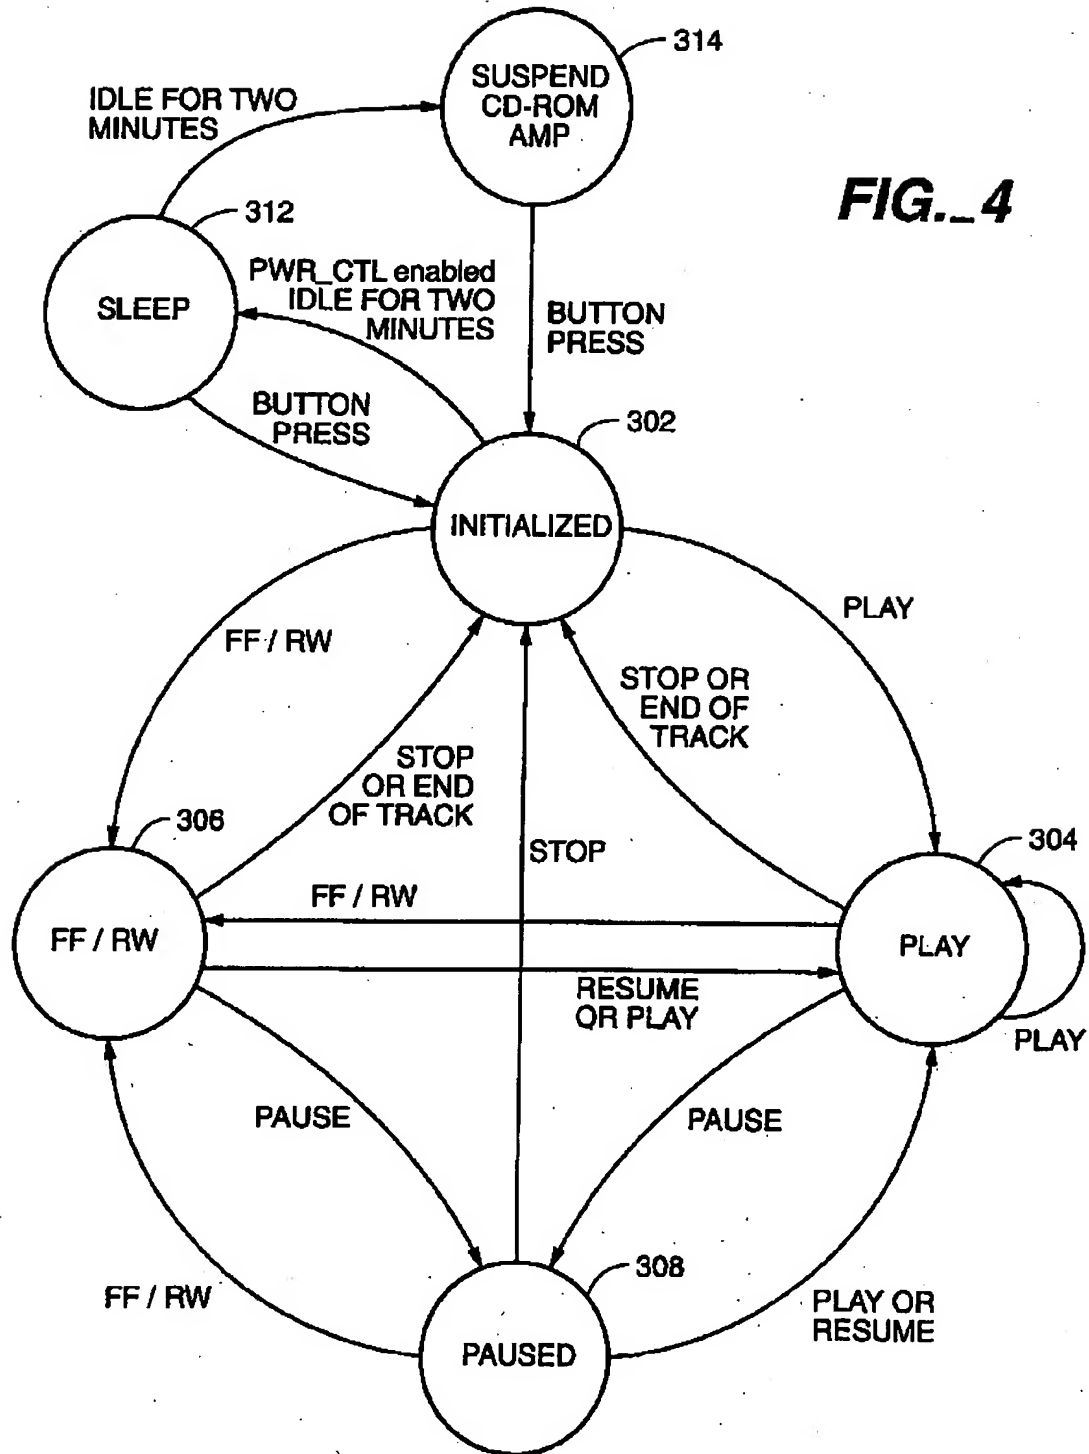 314
SUSPEND
CD-ROM
AMP
IDLE FOR TWO
MINUTES
FIG._4
312
SLEEP
PWR_CTL enabled
IDLE FOR TWO
MINUTES
BUTTON
PRESS
BUTTON
PRESS
302
INITIALIZED
PLAY
FF / RW
STOP OR
END OF
TRACK
STOP
OR END
OF TRACK
306
304
STOP
FF / RW
FF / RW
PLAY
RESUME
OR PLAY
PLAY
PAUSE
PAUSE
308
FF / RW
PLAY OR
RESUME
PAUSED